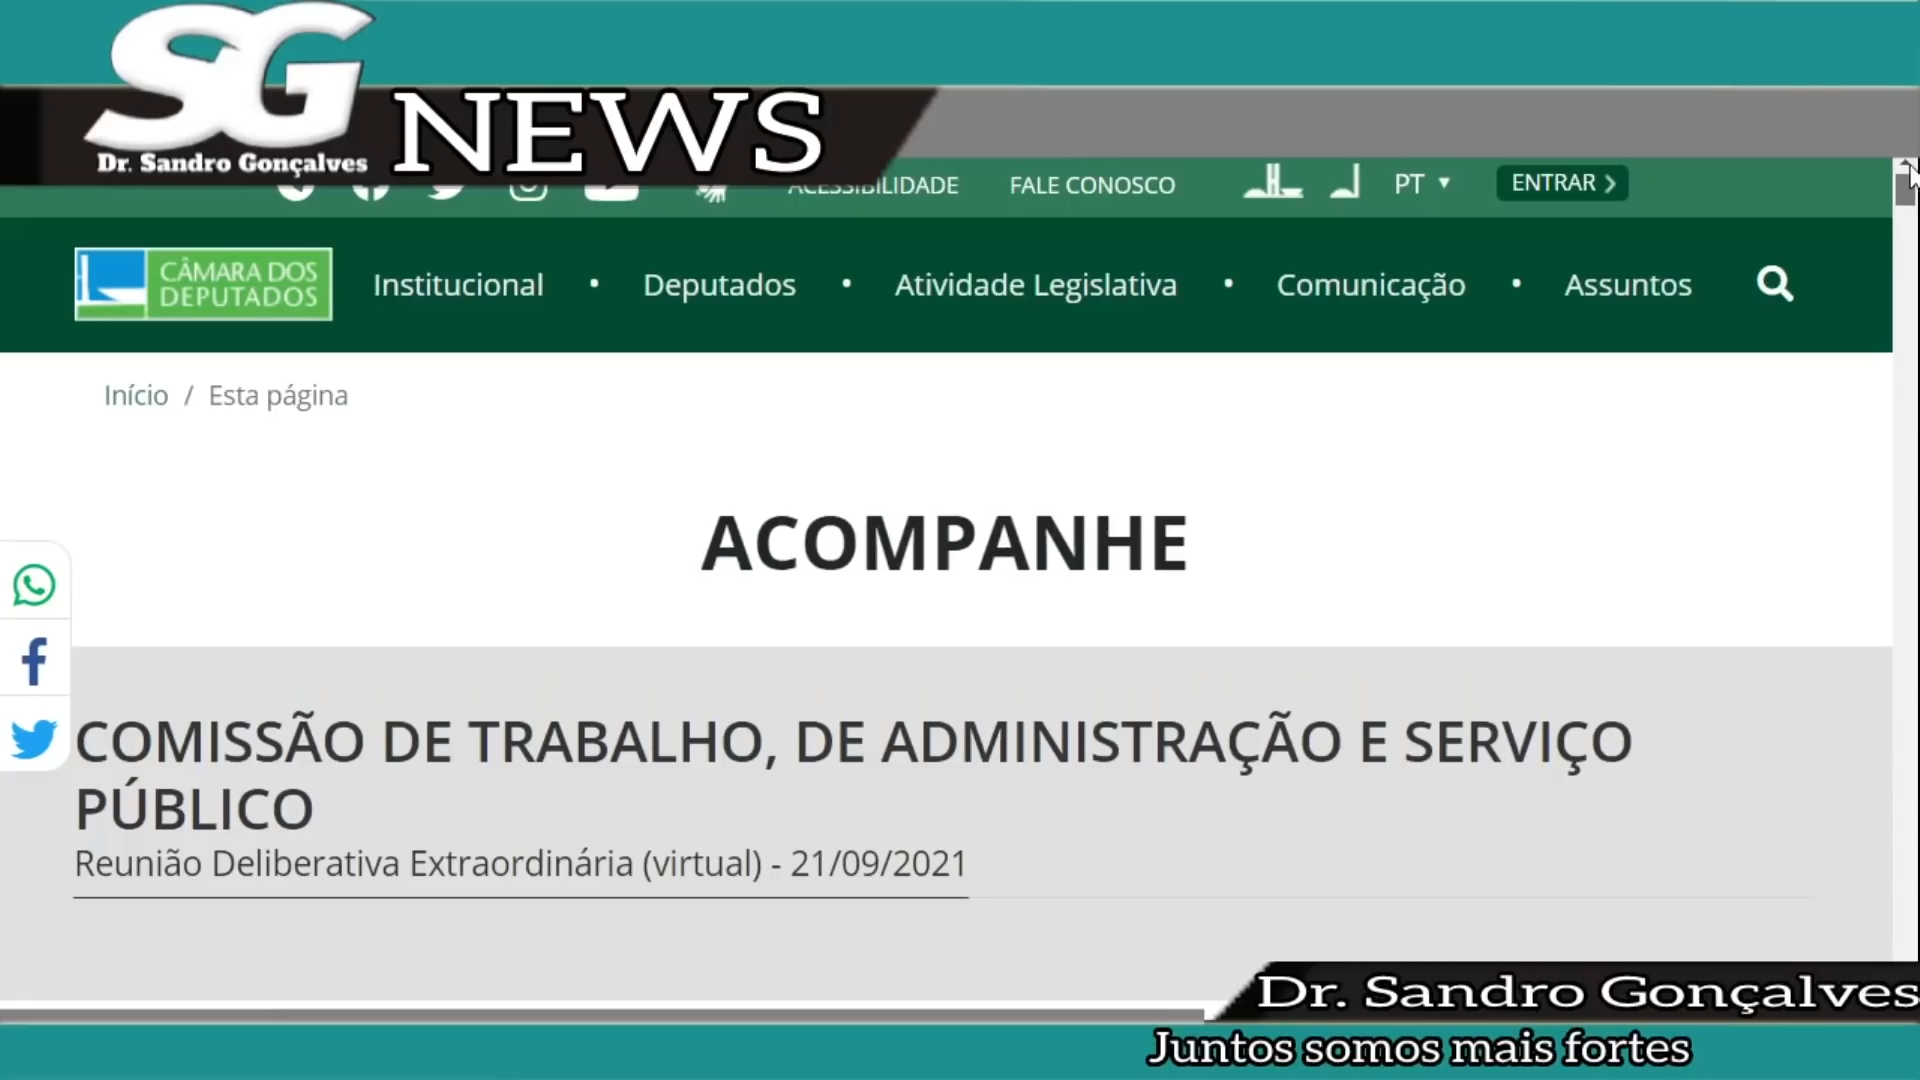 SG
Dr. Sandro Gonçalves
NEWS
ACESSIBILIDADE
FALE CONOSCO
PT
ENTRAR
CÂMARA DOS
DEPUTADOS
Institucional • Deputados • Atividade Legislativa • Comunicação • Assuntos
Início / Esta página
ACOMPANHE
COMISSÃO DE TRABALHO, DE ADMINISTRAÇÃO E SERVIÇO
PÚBLICO
Reunião Deliberativa Extraordinária (virtual) - 21/09/2021
Dr. Sandro Gonçalves
Juntos somos mais fortes